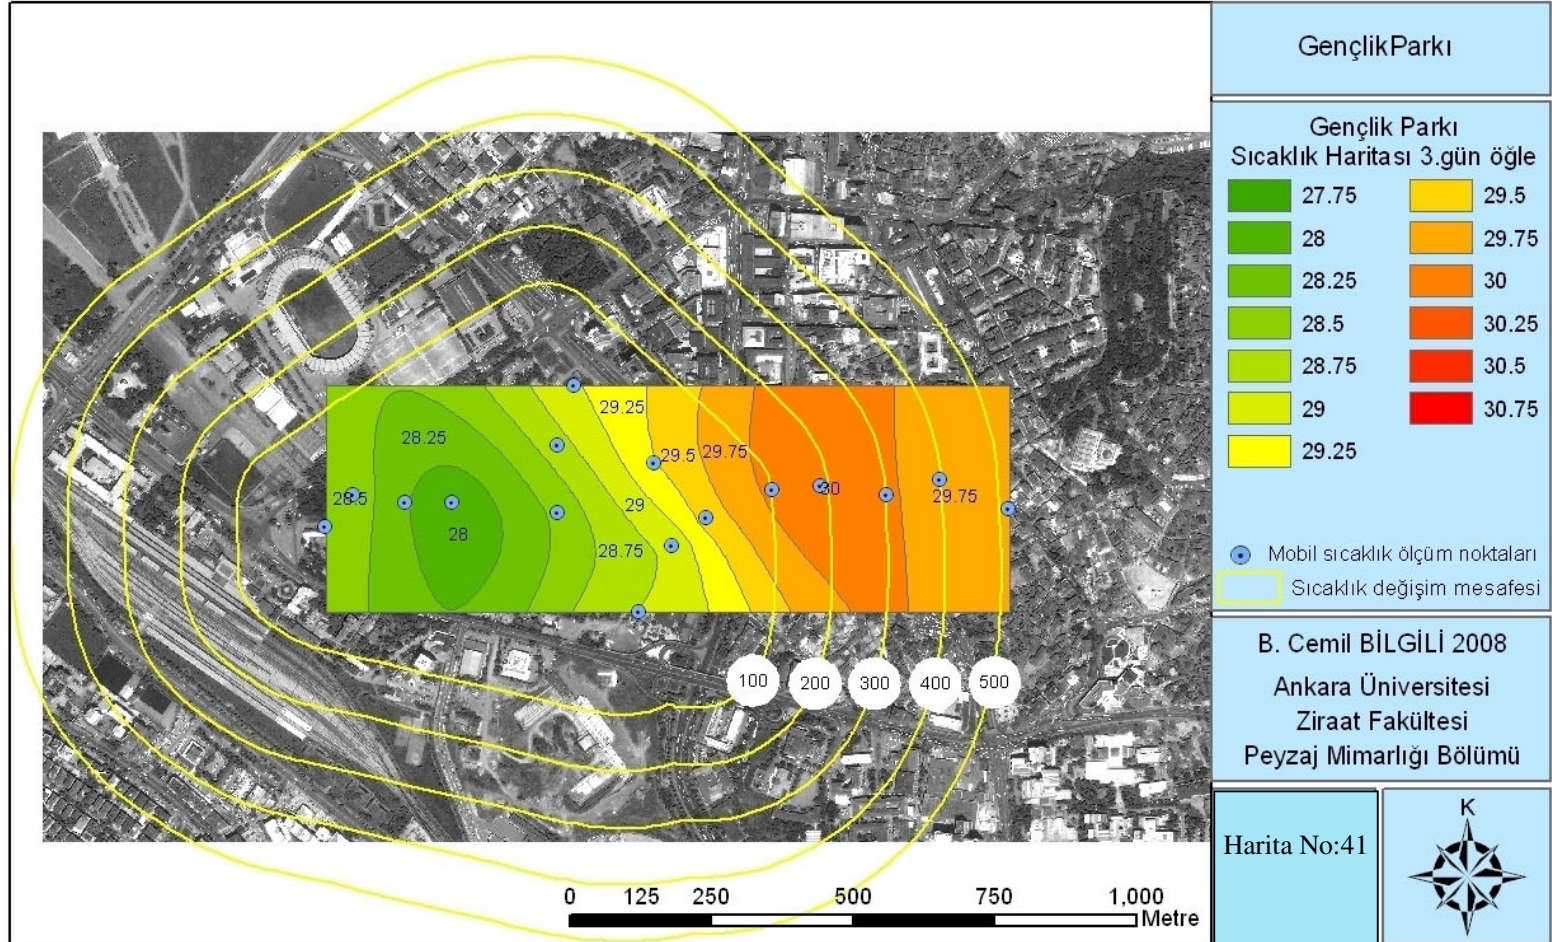 GençlikParkı
Gençlik Parkı
Sıcaklık Haritası 3.gün öğle
27.75
28
28.25
28.5
28.75
29
29.25
29.5
29.75
30
30.25
30.5
30.75
Mobil sıcaklık ölçüm noktaları
Sıcaklık değişim mesafesi
B. Cemil BİLGİLİ 2008
Ankara Üniversitesi
Ziraat Fakültesi
Peyzaj Mimarlığı Bölümü
Harita No:41
K
29.25
28.25
29.5
29.75
28.5
30
29.75
29
28
28.75
100
200
300
400
500
0 125 250 500 750 1,000
Metre